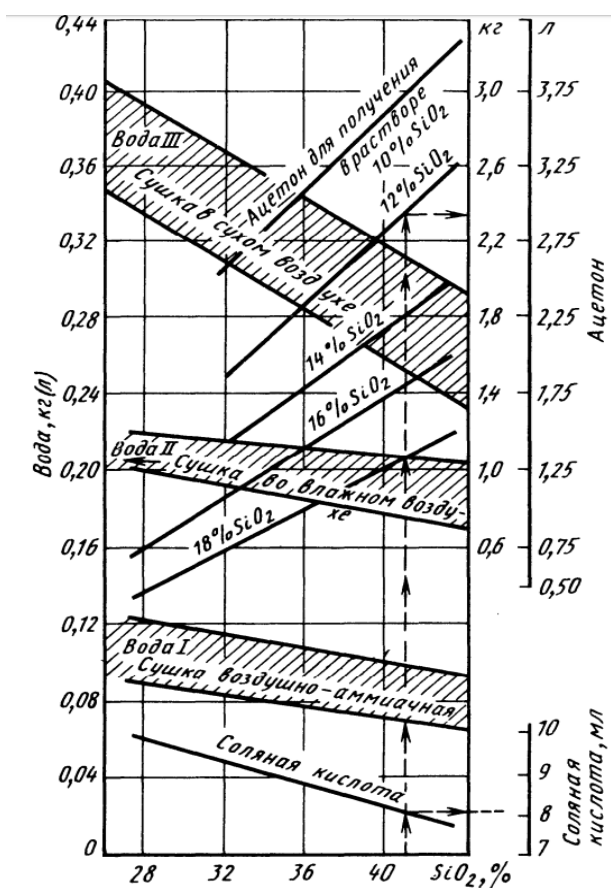 0,44
0,40
0,36
0,32
0,28
0,24
0,20
0,16
0,12
0,08
0,04
0
Вода, кг(л)
28
32
36
40
SiO2,%
кг
3,0
2,6
2,2
1,8
1,4
1,0
0,6
л
3,75
3,25
2,75
2,25
1,75
1,25
0,75
0,50
Ацетон
10
9
8
7
Соляная
кислота, мл
Ацетон для получения
в растворе
10%SiO2
12%SiO2
14%SiO2
16%SiO2
18%SiO2
Вода III
Сушка в сухом воздухе
Вода II
Сушка во влажном возду-
хе
Вода I
Сушка воздушно-аммиачная
Соляная кислота